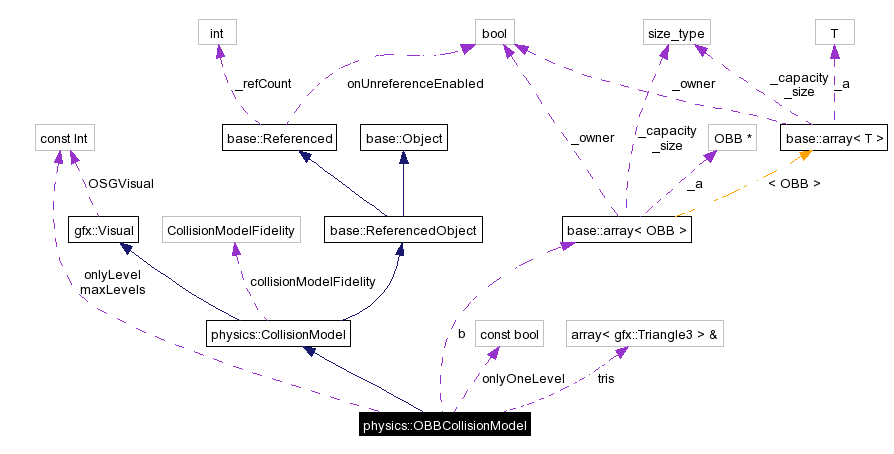 int
bool
size_type
T
_refCount
onUnreferenceEnabled
_owner
_capacity
_size
_a
const Int
base::Referenced
base::Object
_owner
_capacity
_size
OBB *
base::array< T >
OSGVisual
_a
< OBB >
gfx::Visual
CollisionModelFidelity
base::ReferencedObject
base::array< OBB >
onlyLevel
maxLevels
collisionModelFidelity
physics::CollisionModel
b
const bool
array< gfx::Triangle3 > &
onlyOneLevel
tris
physics::OBBCollisionModel